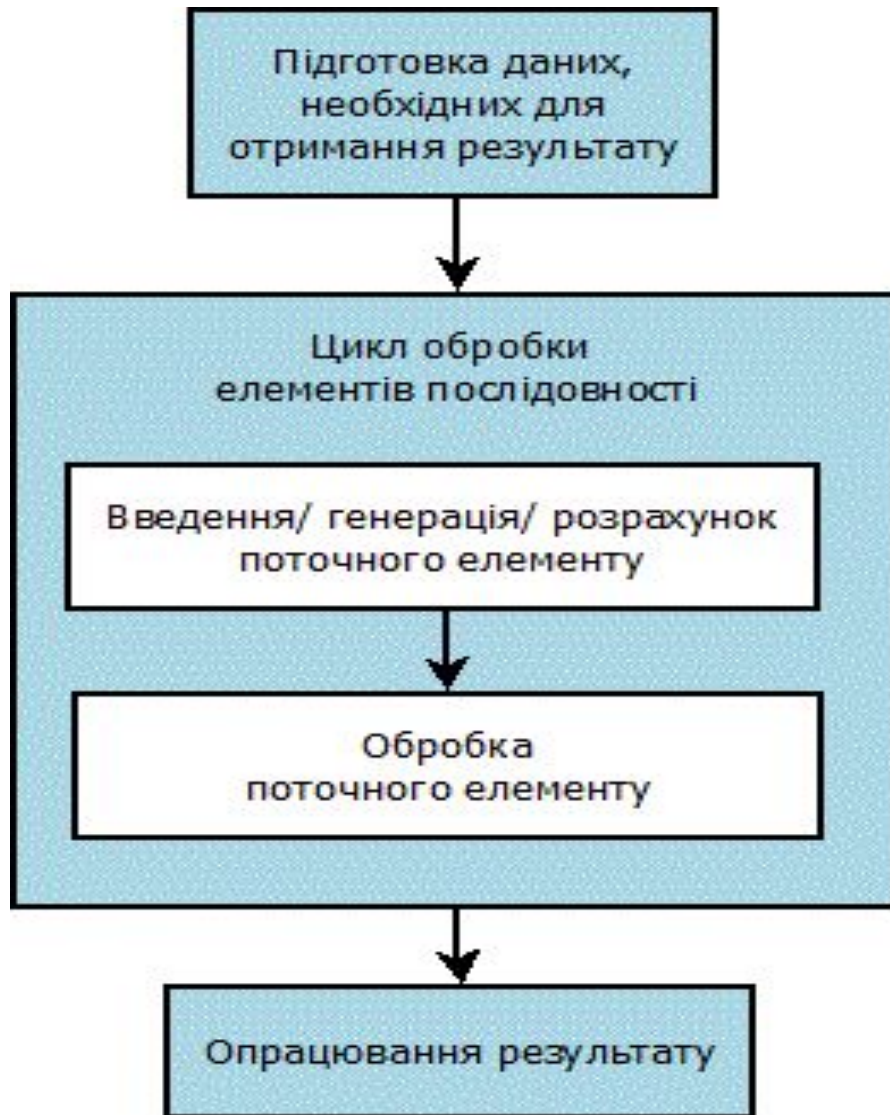 Підготовка даних,
необхідних для
отримання результату
Цикл обробки
елементів послідовності
Введення/ генерація/ розрахунок
поточного елементу
Обробка
поточного елементу
Опрацювання результату